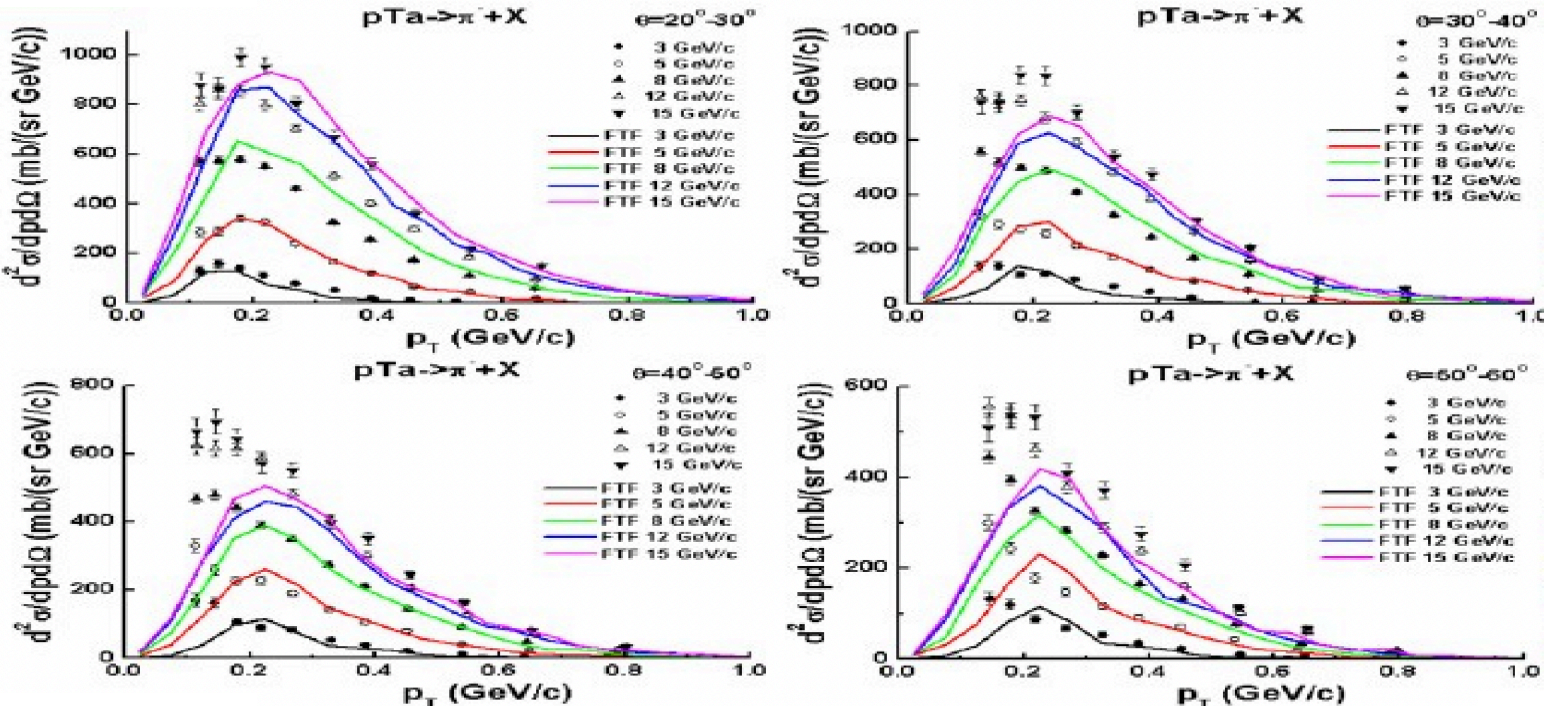 pTa->π⁻+X
θ=20°-30°
d²σ/dpdΩ (mb/(sr GeV/c))
1000
800
600
400
200
0
3 GeV/c
5 GeV/c
8 GeV/c
12 GeV/c
15 GeV/c
FTF 3 GeV/c
FTF 5 GeV/c
FTF 8 GeV/c
FTF 12 GeV/c
FTF 15 GeV/c
0.0 0.2 0.4 0.6 0.8 1.0
p_T (GeV/c)
pTa->π⁻+X
θ=30°-40°
d²σ/dpdΩ (mb/(sr GeV/c))
1000
800
600
400
200
0
3 GeV/c
5 GeV/c
8 GeV/c
12 GeV/c
15 GeV/c
FTF 3 GeV/c
FTF 5 GeV/c
FTF 8 GeV/c
FTF 12 GeV/c
FTF 15 GeV/c
0.0 0.2 0.4 0.6 0.8 1.0
p_T (GeV/c)
pTa->π⁻+X
θ=40°-50°
d²σ/dpdΩ (mb/(sr GeV/c))
800
600
400
200
0
3 GeV/c
5 GeV/c
8 GeV/c
12 GeV/c
15 GeV/c
FTF 3 GeV/c
FTF 5 GeV/c
FTF 8 GeV/c
FTF 12 GeV/c
FTF 15 GeV/c
0.0 0.2 0.4 0.6 0.8 1.0
p_T (GeV/c)
pTa->π⁻+X
θ=50°-60°
d²σ/dpdΩ (mb/(sr GeV/c))
600
400
200
0
3 GeV/c
5 GeV/c
8 GeV/c
12 GeV/c
15 GeV/c
FTF 3 GeV/c
FTF 5 GeV/c
FTF 8 GeV/c
FTF 12 GeV/c
FTF 15 GeV/c
0.0 0.2 0.4 0.6 0.8 1.0
p_T (GeV/c)